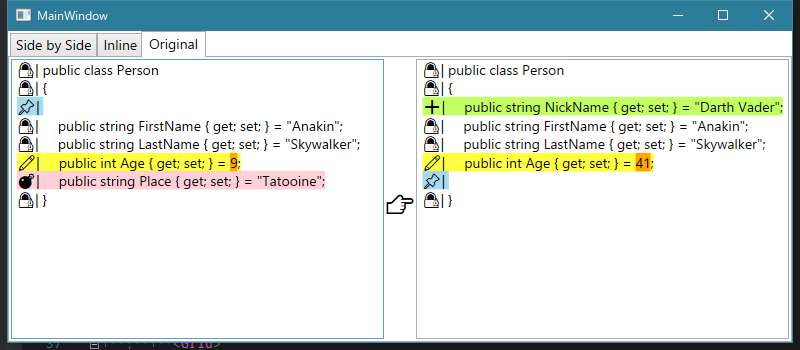 MainWindow
Side by Side Inline Original
| public class Person
| {
|
| public string FirstName { get; set; } = "Anakin";
| public string LastName { get; set; } = "Skywalker";
| public int Age { get; set; } = 9;
| public string Place { get; set; } = "Tatooine";
| }
| public class Person
| {
| public string NickName { get; set; } = "Darth Vader";
| public string FirstName { get; set; } = "Anakin";
| public string LastName { get; set; } = "Skywalker";
| public int Age { get; set; } = 41;
|
| }
37 <Grid>